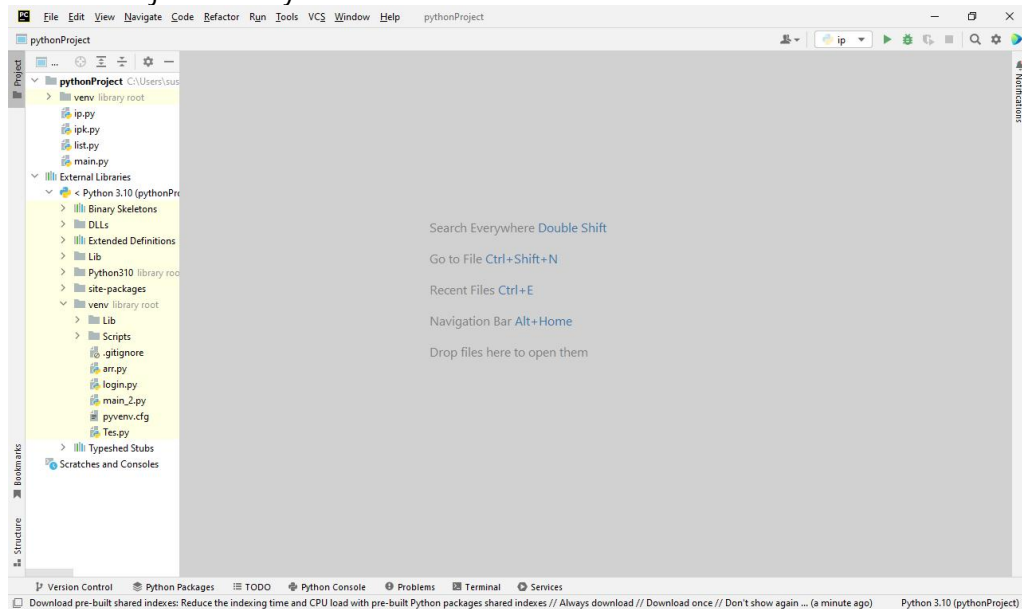 PC File Edit View Navigate Code Refactor Run Tools VCS Window Help pythonProject
pythonProject
ip
Project
...
pythonProject C:\Users\sus
venv library root
ip.py
ipk.py
list.py
main.py
External Libraries
< Python 3.10 (pythonPro
Binary Skeletons
DLLs
Extended Definitions
Lib
Python310 library roo
site-packages
venv library root
Lib
Scripts
.gitignore
arr.py
login.py
main_2.py
pyvenv.cfg
Tes.py
Typeshed Stubs
Scratches and Consoles
Search Everywhere Double Shift
Go to File Ctrl+Shift+N
Recent Files Ctrl+E
Navigation Bar Alt+Home
Drop files here to open them
Notifications
Bookmarks
Structure
Version Control Python Packages TODO Python Console Problems Terminal Services
Download pre-built shared indexes: Reduce the indexing time and CPU load with pre-built Python packages shared indexes // Always download // Download once // Don't show again ... (a minute ago) Python 3.10 (pythonProject)